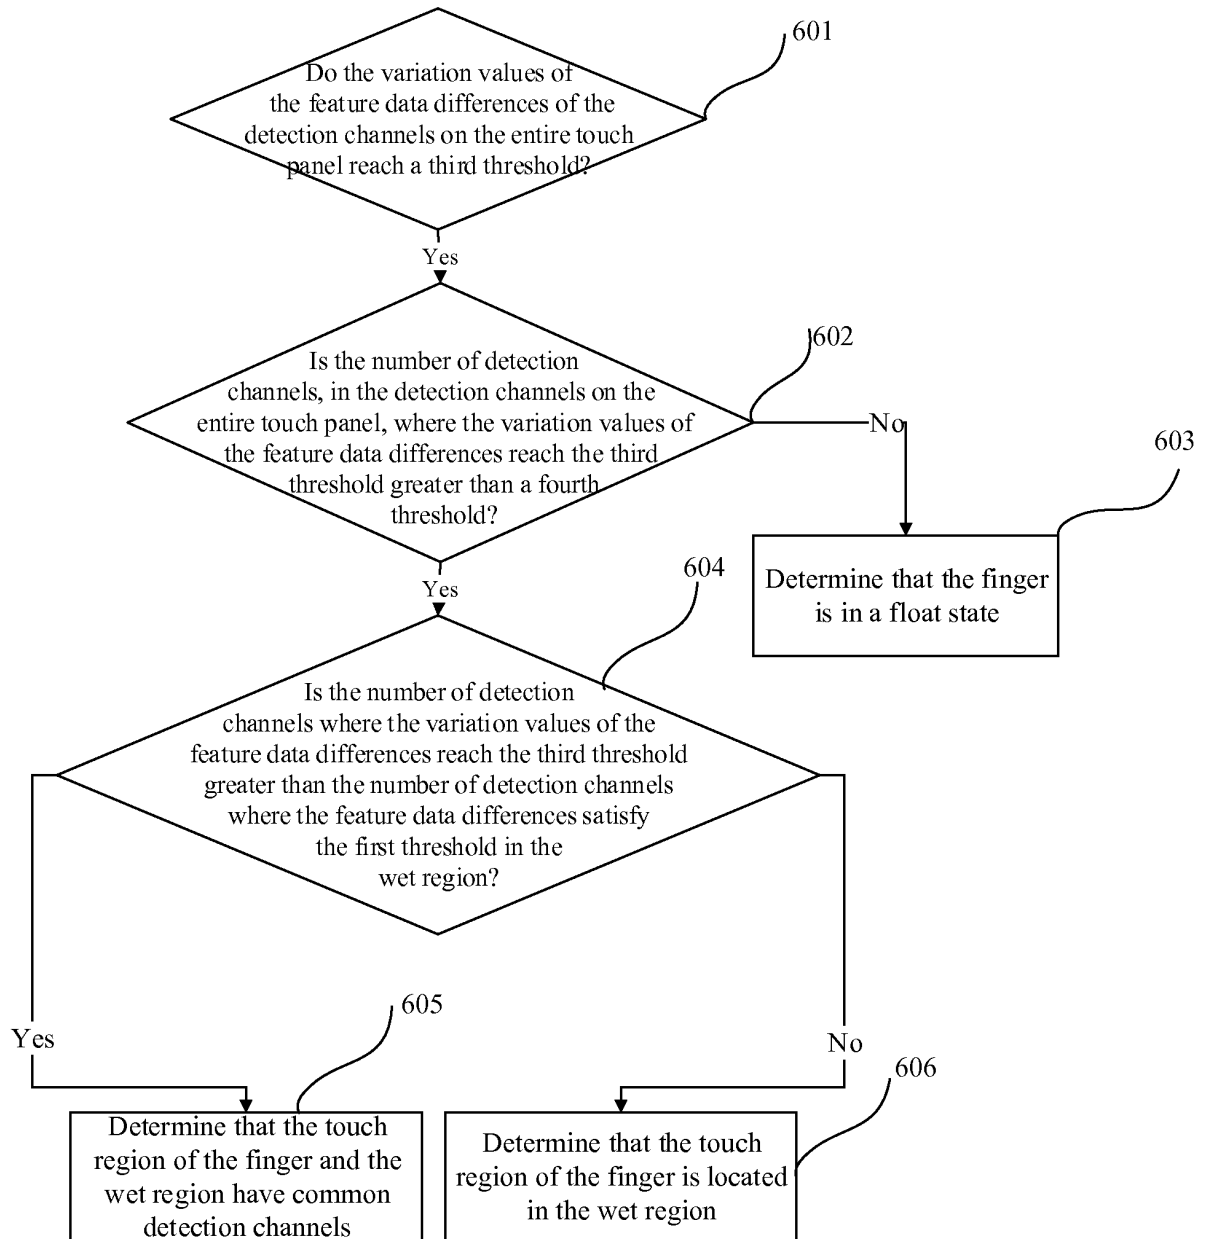 601
Do the variation values of
the feature data differences of the
detection channels on the entire touch
panel reach a third threshold?
Yes
602
Is the number of detection
channels, in the detection channels on the
entire touch panel, where the variation values of
the feature data differences reach the third
threshold greater than a fourth
threshold?
No
603
Determine that the finger
is in a float state
Yes
604
Is the number of detection
channels where the variation values of the
feature data differences reach the third threshold
greater than the number of detection channels
where the feature data differences satisfy
the first threshold in the
wet region?
Yes
605
Determine that the touch
region of the finger and the
wet region have common
detection channels
No
606
Determine that the touch
region of the finger is located
in the wet region